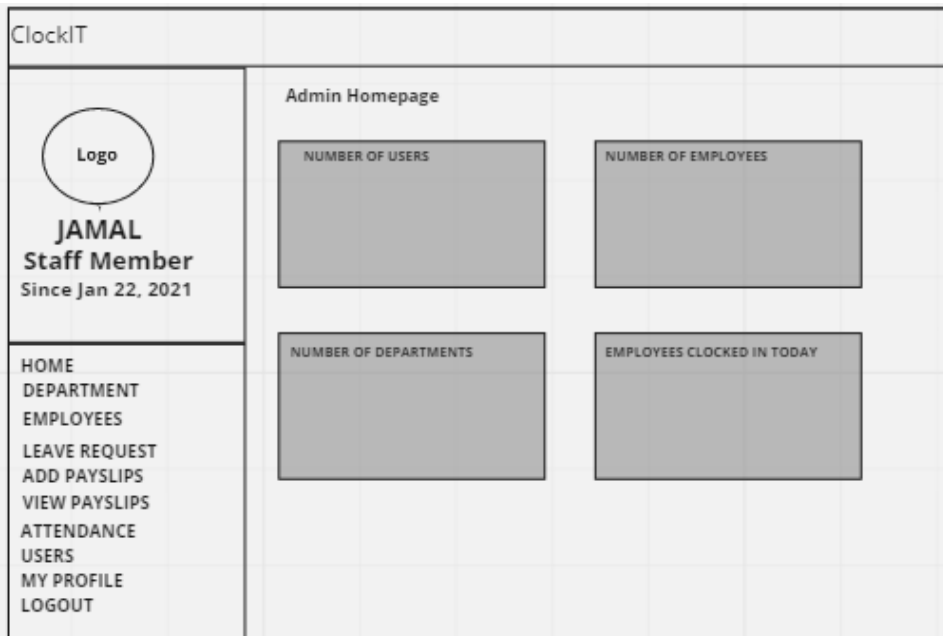 ClockIT
Logo
JAMAL
Staff Member
Since Jan 22, 2021
HOME
DEPARTMENT
EMPLOYEES
LEAVE REQUEST
ADD PAYSLIPS
VIEW PAYSLIPS
ATTENDANCE
USERS
MY PROFILE
LOGOUT
Admin Homepage
NUMBER OF USERS
NUMBER OF EMPLOYEES
NUMBER OF DEPARTMENTS
EMPLOYEES CLOCKED IN TODAY